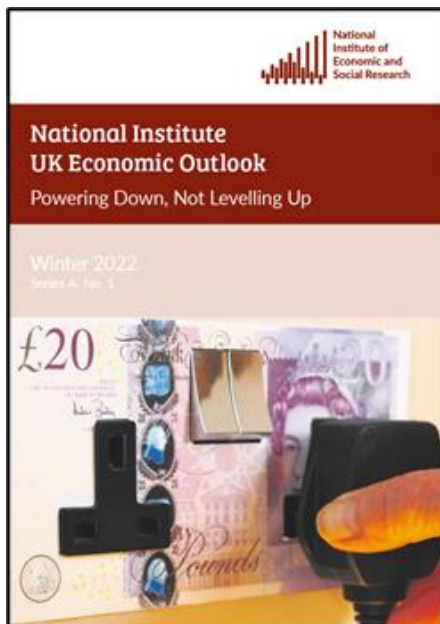 National
Institute of
Economic and
Social Research
National Institute
UK Economic Outlook
Powering Down, Not Levelling Up
Winter 2022
Series A. No. 1
£20
Pounds